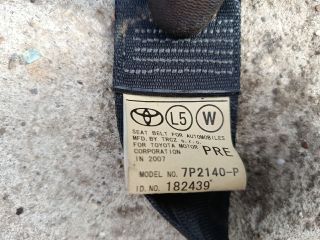 L5 W
SEAT BELT FOR AUTOMOBILES
MFD. BY TRCZ s.r.o.
FOR TOYOTA MOTOR
CORPORATION PRE
IN 2007
MODEL NO. 7P2140-P
ID.NO. 182439